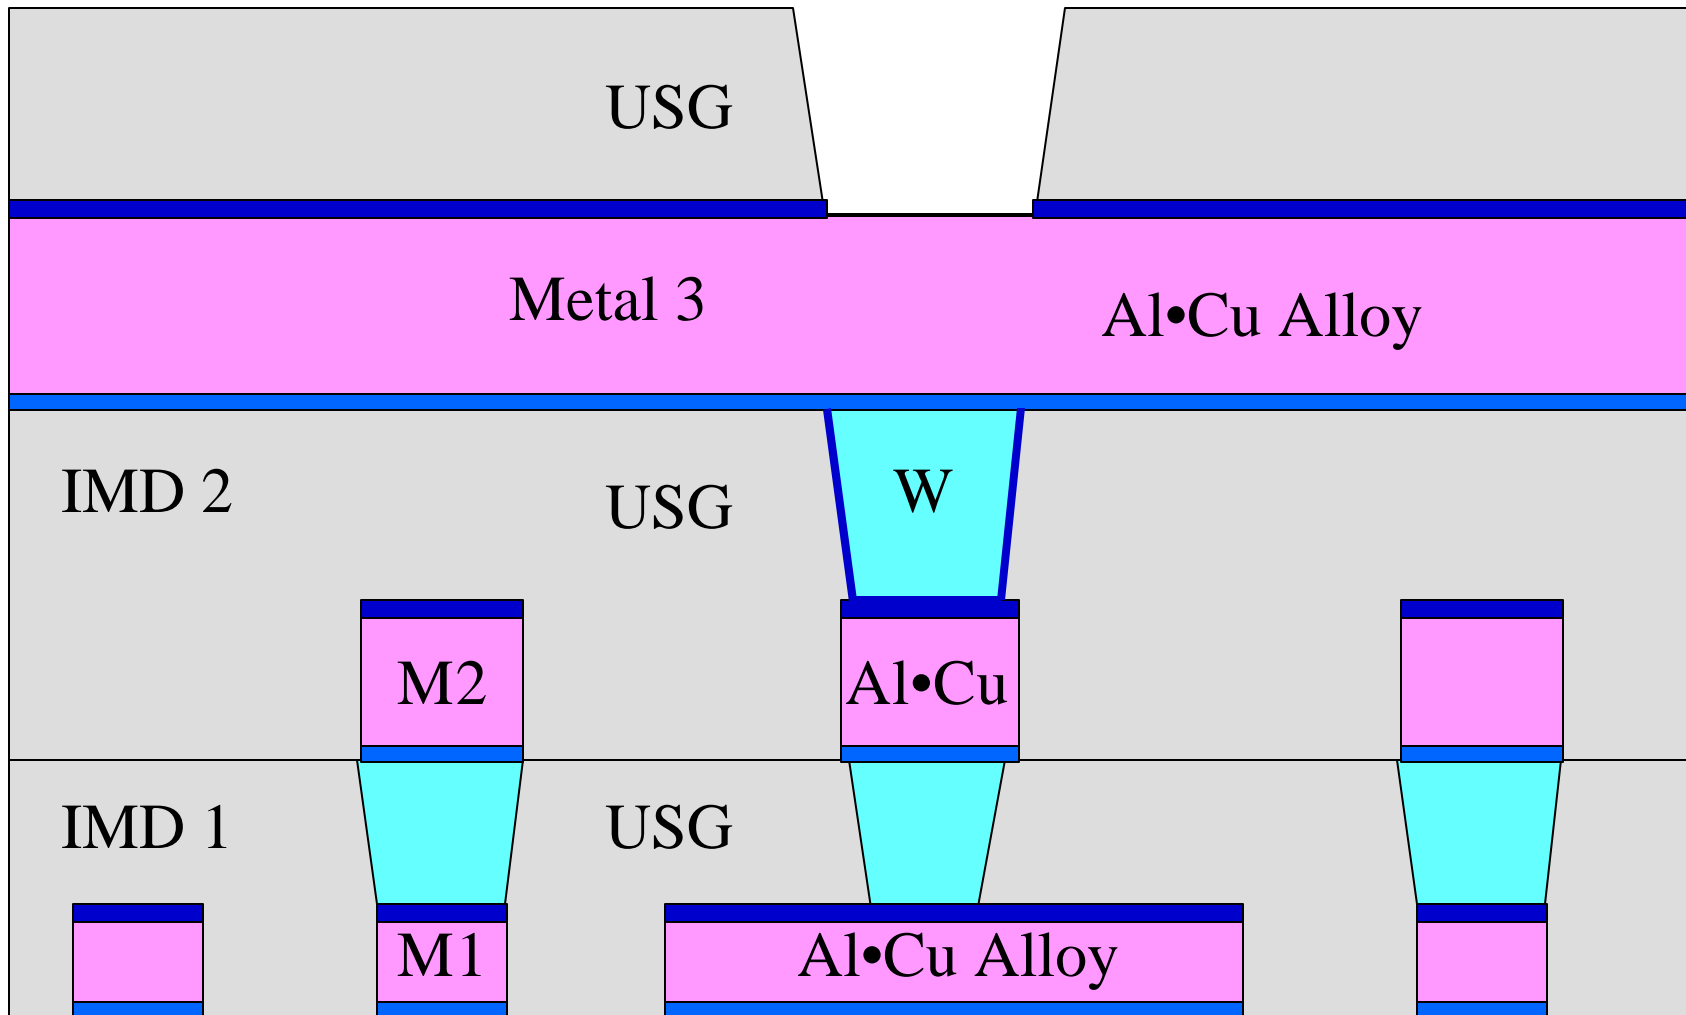 USG
Metal 3
Al•Cu Alloy
IMD 2
USG
W
M2
Al•Cu
IMD 1
USG
M1
Al•Cu Alloy